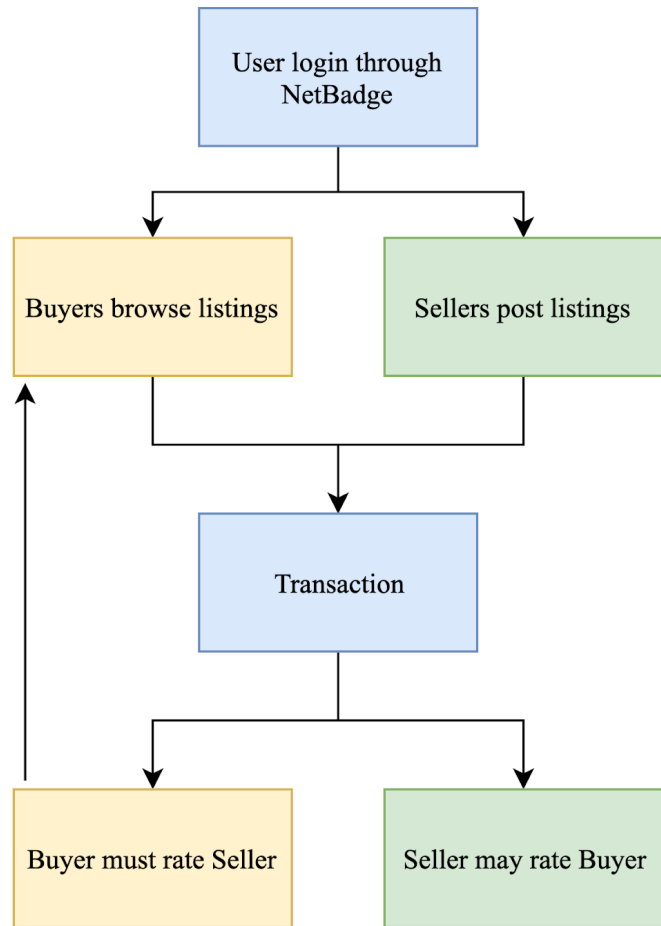 User login through
NetBadge
Buyers browse listings
Sellers post listings
Transaction
Buyer must rate Seller
Seller may rate Buyer